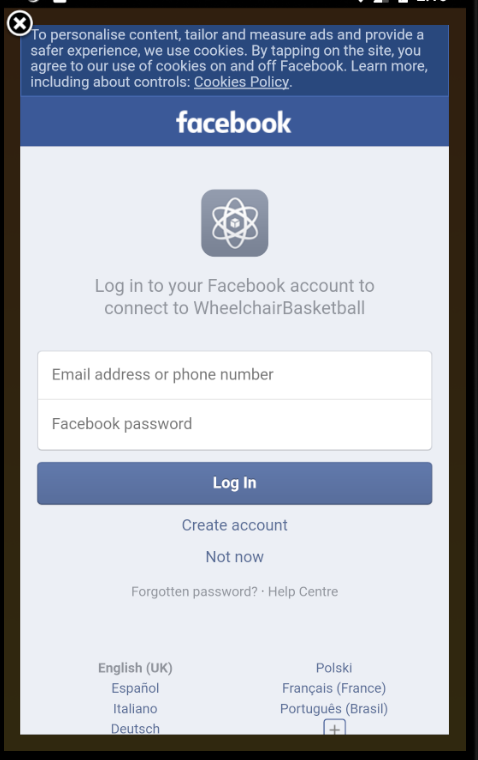 To personalise content, tailor and measure ads and provide a
safer experience, we use cookies. By tapping on the site, you
agree to our use of cookies on and off Facebook. Learn more,
including about controls: Cookies Policy.
facebook
Log in to your Facebook account to
connect to WheelchairBasketball
Email address or phone number
Facebook password
Log In
Create account
Not now
Forgotten password? · Help Centre
English (UK)
Polski
Español
Français (France)
Italiano
Português (Brasil)
Deutsch